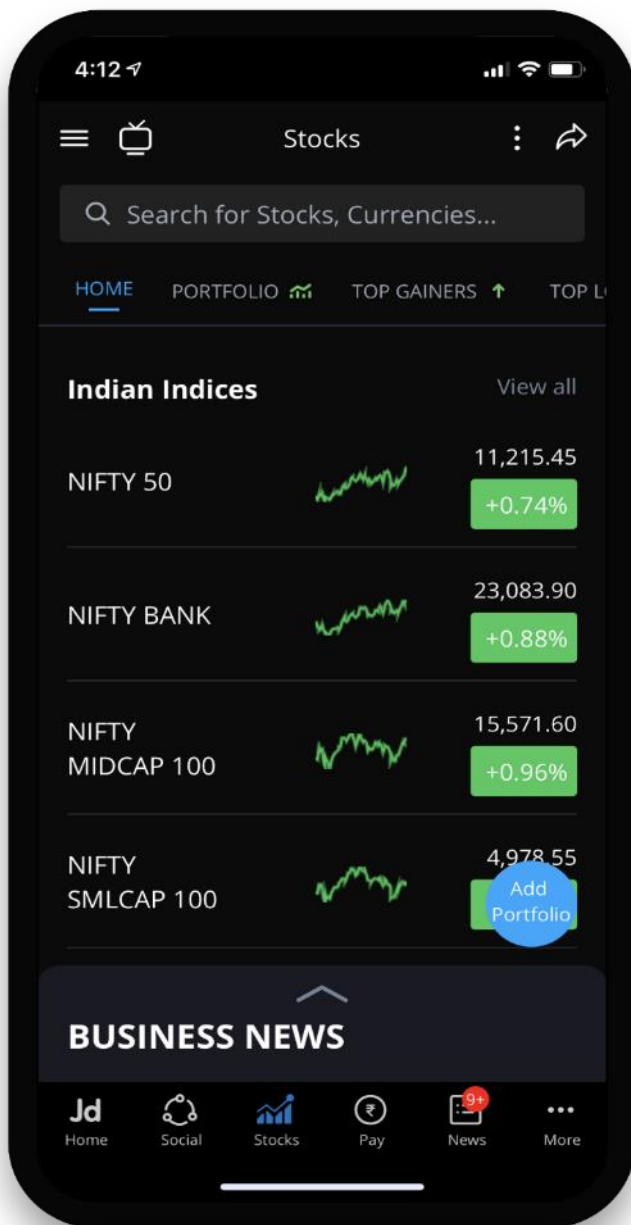 4:12
Stocks
Search for Stocks, Currencies...
HOME PORTFOLIO TOP GAINERS TOP
Indian Indices View all
NIFTY 50
11,215.45
+0.74%
NIFTY BANK
23,083.90
+0.88%
NIFTY
MIDCAP 100
15,571.60
+0.96%
NIFTY
SMLCAP 100
4,978.55
Add
Portfolio
BUSINESS NEWS
Jd ₹ 9+
Home Social Stocks Pay News More